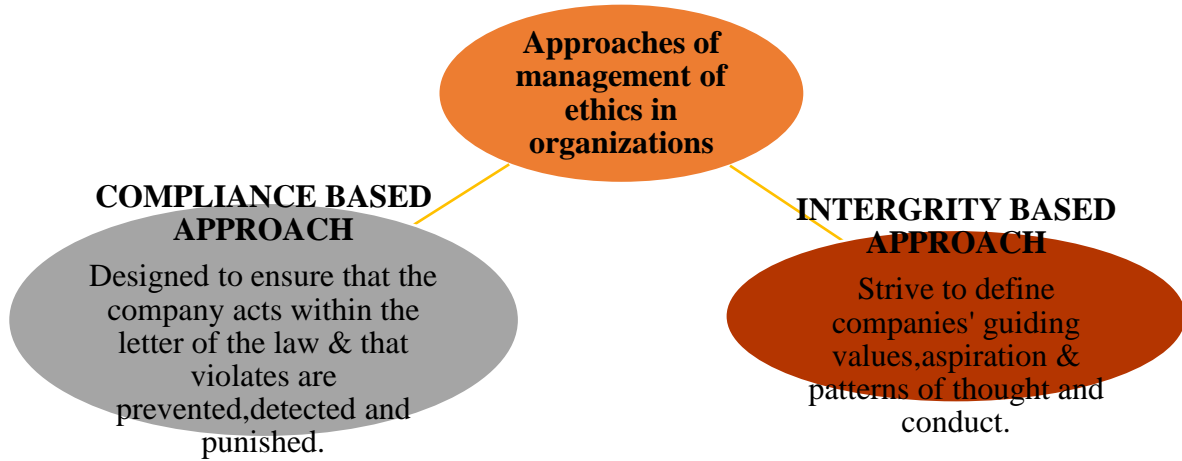 Approaches of
management of
ethics in
organizations
COMPLIANCE BASED
APPROACH
Designed to ensure that the
company acts within the
letter of the law & that
violates are
prevented,detected and
punished.
INTERGRITY BASED
APPROACH
Strive to define
companies' guiding
values,aspiration &
patterns of thought and
conduct.